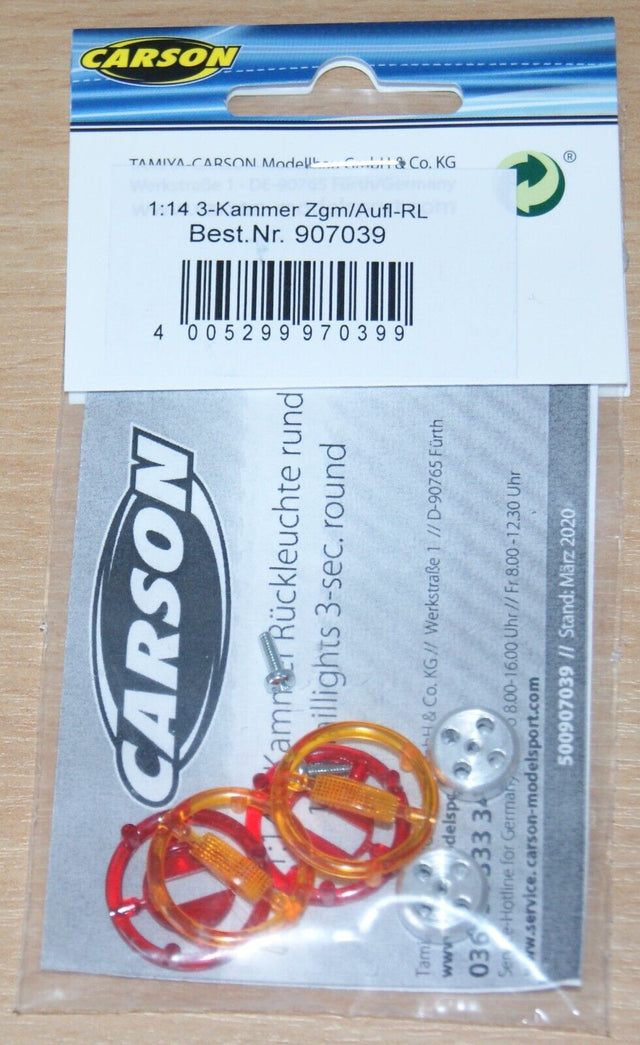 CARSON
TAMIYA-CARSON Modellbau GmbH & Co. KG
Werkstraße 1 • DE-90765 Fürth/Germany
®
1:14 3-Kammer Zgm/Aufl-RL
Best.Nr. 907039
4 005299 970399
CARSON
Rückleuchte rund
3-sec. round
& Co. KG // Werkstraße 1 // D-90765 Fürth
8.00-16.00 Uhr // Fr 8.00-12.30 Uhr
-Hotline for Germany
www.service.carson-modelsport.com
500907039 // Stand: März 2020